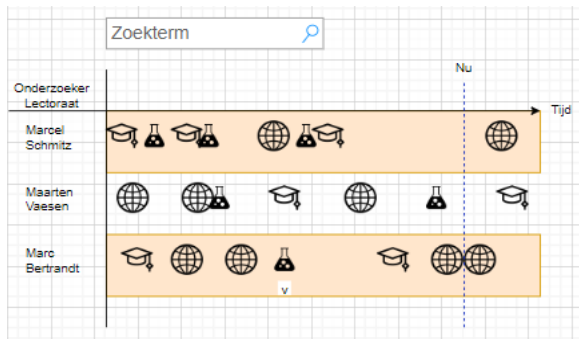 Zoekterm
Nu
Onderzoeker
Lectoraat
Tijd
Marcel
Schmitz
Maarten
Vaesen
Marc
Bertrandt
v